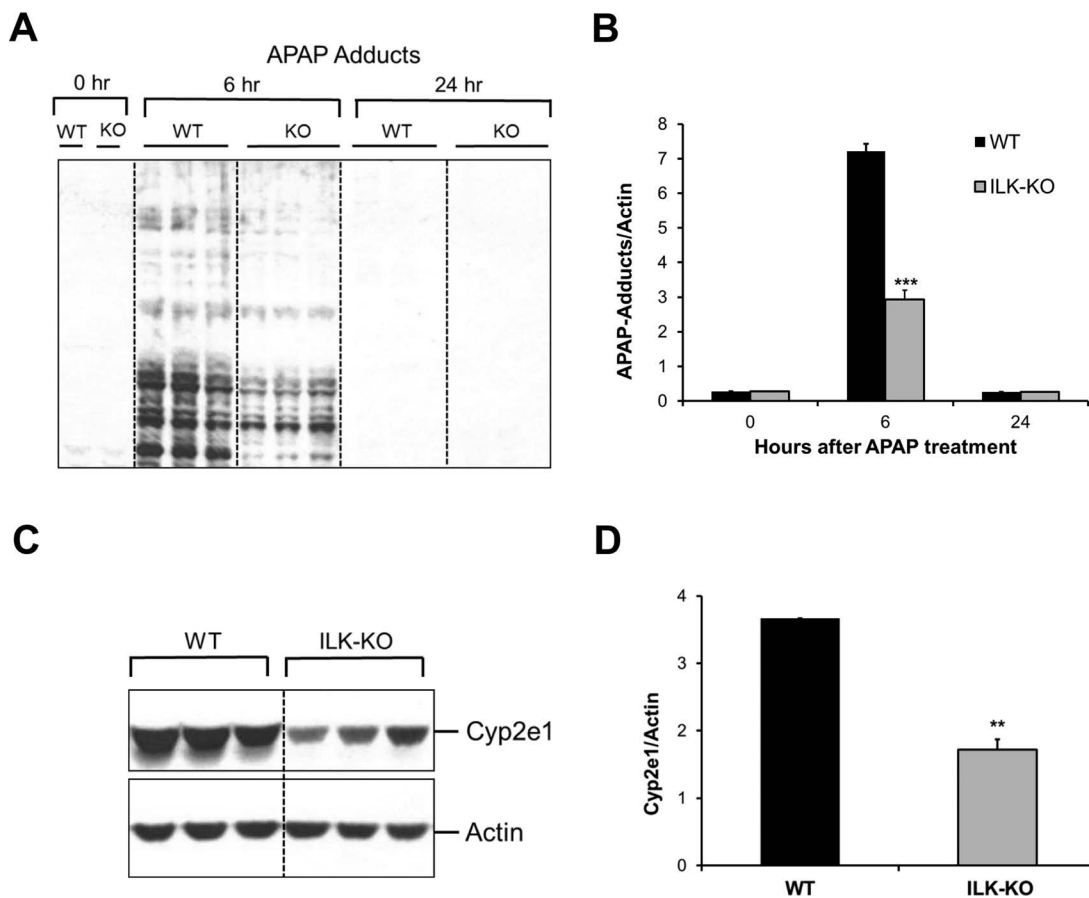 A
APAP Adducts
0 hr 6 hr 24 hr
WT KO WT KO WT KO
B
APAP-Adducts/Actin
8
7
6
5
4
3
2
1
0
WT
ILK-KO
***
0 6 24
Hours after APAP treatment
C
WT ILK-KO
Cyp2e1
Actin
D
Cyp2e1/Actin
4
3
2
1
0
**
WT ILK-KO